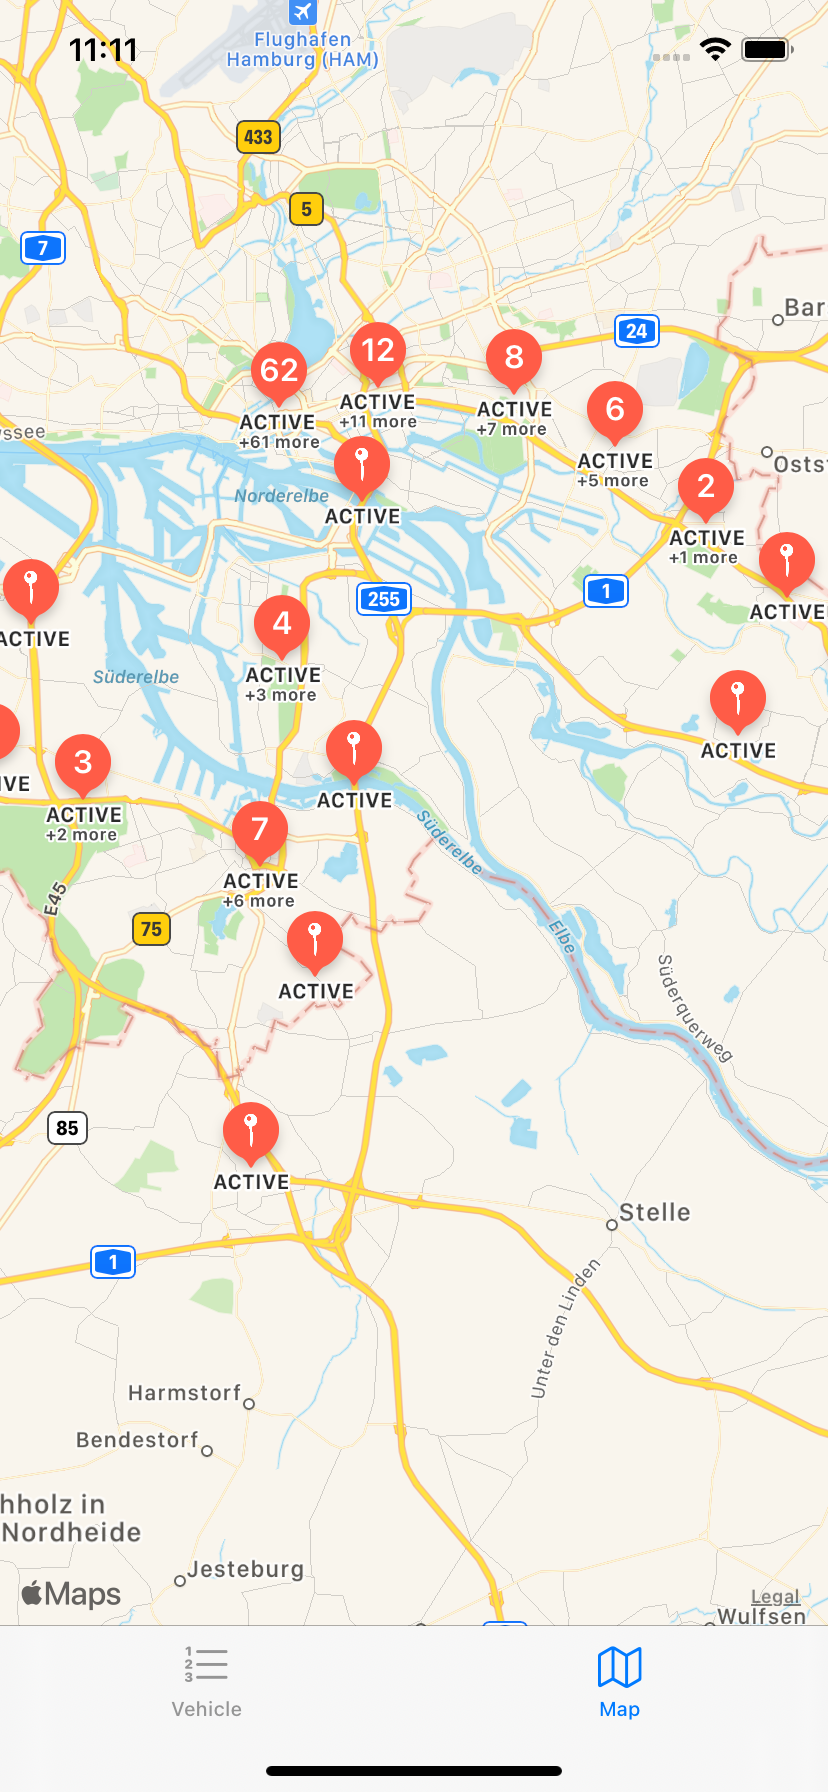 11:11
Flughafen
Hamburg (HAM)
433
5
7
Bar
24
62
ACTIVE
+61 more
12
ACTIVE
+11 more
8
ACTIVE
+7 more
6
ACTIVE
+5 more
ssee
Osts
Norderelbe
ACTIVE
2
ACTIVE
+1 more
ACTIVE
ACTIVE
255
1
4
ACTIVE
+3 more
Süderelbe
ACTIVE
IVE
3
ACTIVE
+2 more
ACTIVE
Süderelbe
7
ACTIVE
+6 more
E45
75
Elbe
ACTIVE
Süderquerweg
85
ACTIVE
Stelle
1
Unter den Linden
Harmstorf
Bendestorf
hholz in
Nordheide
Jesteburg
Maps
Legal
Wulfsen
1
2
3
Vehicle
Map